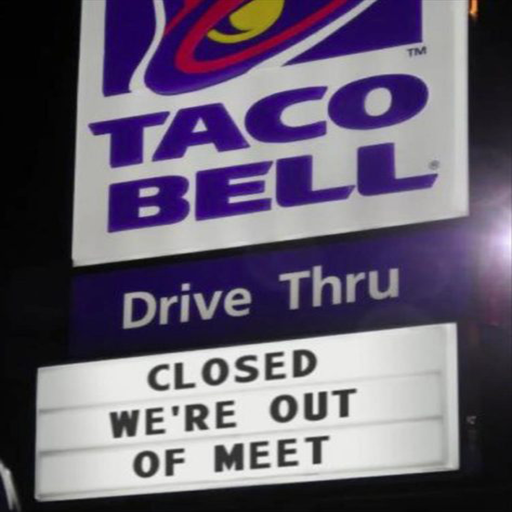 TM
TACO
BELL®
Drive Thru
CLOSED
WE'RE OUT
OF MEET